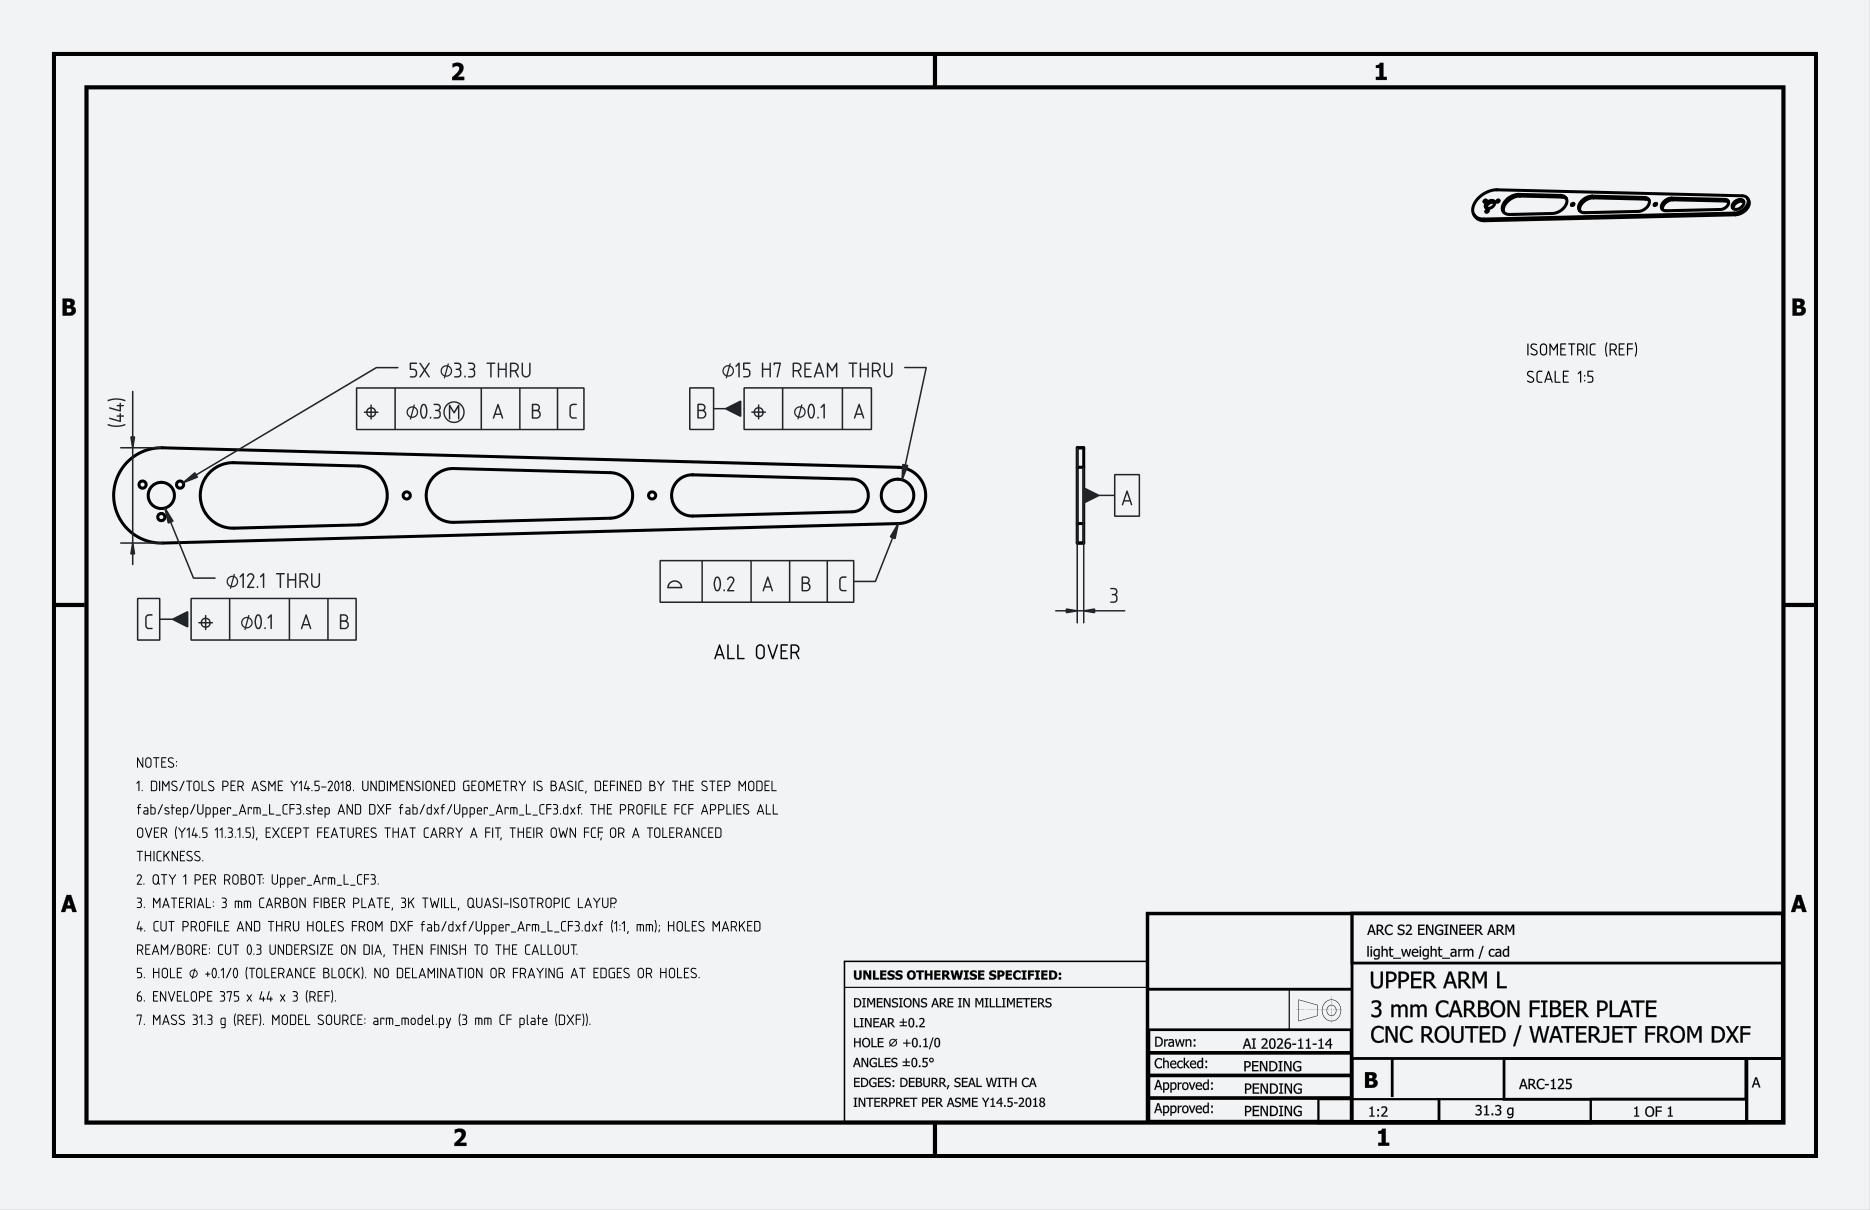 2 1
B B
ISOMETRIC (REF)
SCALE 1:5
5X ⌀3.3 THRU
⌖ ⌀0.3Ⓜ A B C
⌀15 H7 REAM THRU
B ⌖ ⌀0.1 A
(44)
A
⌀12.1 THRU
C ⌖ ⌀0.1 A B
⌓ 0.2 A B C
3
ALL OVER
NOTES:
1. DIMS/TOLS PER ASME Y14.5-2018. UNDIMENSIONED GEOMETRY IS BASIC, DEFINED BY THE STEP MODEL
fab/step/Upper_Arm_L_CF3.step AND DXF fab/dxf/Upper_Arm_L_CF3.dxf. THE PROFILE FCF APPLIES ALL
OVER (Y14.5 11.3.1.5), EXCEPT FEATURES THAT CARRY A FIT, THEIR OWN FCF, OR A TOLERANCED
THICKNESS.
2. QTY 1 PER ROBOT: Upper_Arm_L_CF3.
3. MATERIAL: 3 mm CARBON FIBER PLATE, 3K TWILL, QUASI-ISOTROPIC LAYUP.
4. CUT PROFILE AND THRU HOLES FROM DXF fab/dxf/Upper_Arm_L_CF3.dxf (1:1, mm); HOLES MARKED
REAM/BORE: CUT 0.3 UNDERSIZE ON DIA, THEN FINISH TO THE CALLOUT.
5. HOLE ⌀ +0.1/0 (TOLERANCE BLOCK). NO DELAMINATION OR FRAYING AT EDGES OR HOLES.
6. ENVELOPE 375 x 44 x 3 (REF).
7. MASS 31.3 g (REF). MODEL SOURCE: arm_model.py (3 mm CF plate (DXF)).
A A
UNLESS OTHERWISE SPECIFIED:
DIMENSIONS ARE IN MILLIMETERS
LINEAR ±0.2
HOLE ⌀ +0.1/0
ANGLES ±0.5°
EDGES: DEBURR, SEAL WITH CA
INTERPRET PER ASME Y14.5-2018
Drawn: AI 2026-11-14
Checked: PENDING
Approved: PENDING
Approved: PENDING
ARC S2 ENGINEER ARM
light_weight_arm / cad
UPPER ARM L
3 mm CARBON FIBER PLATE
CNC ROUTED / WATERJET FROM DXF
B ARC-125 A
1:2 31.3 g 1 OF 1
2 1